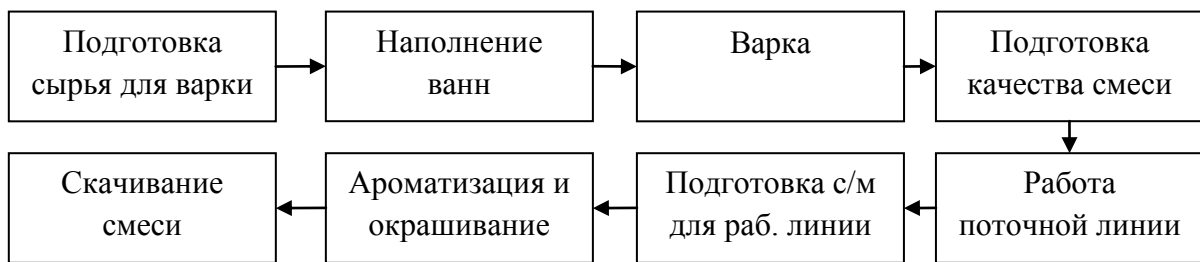 Подготовка
сырья для варки
Наполнение
ванн
Варка
Подготовка
качества смеси
Скачивание
смеси
Ароматизация и
окрашивание
Подготовка с/м
для раб. линии
Работа
поточной линии